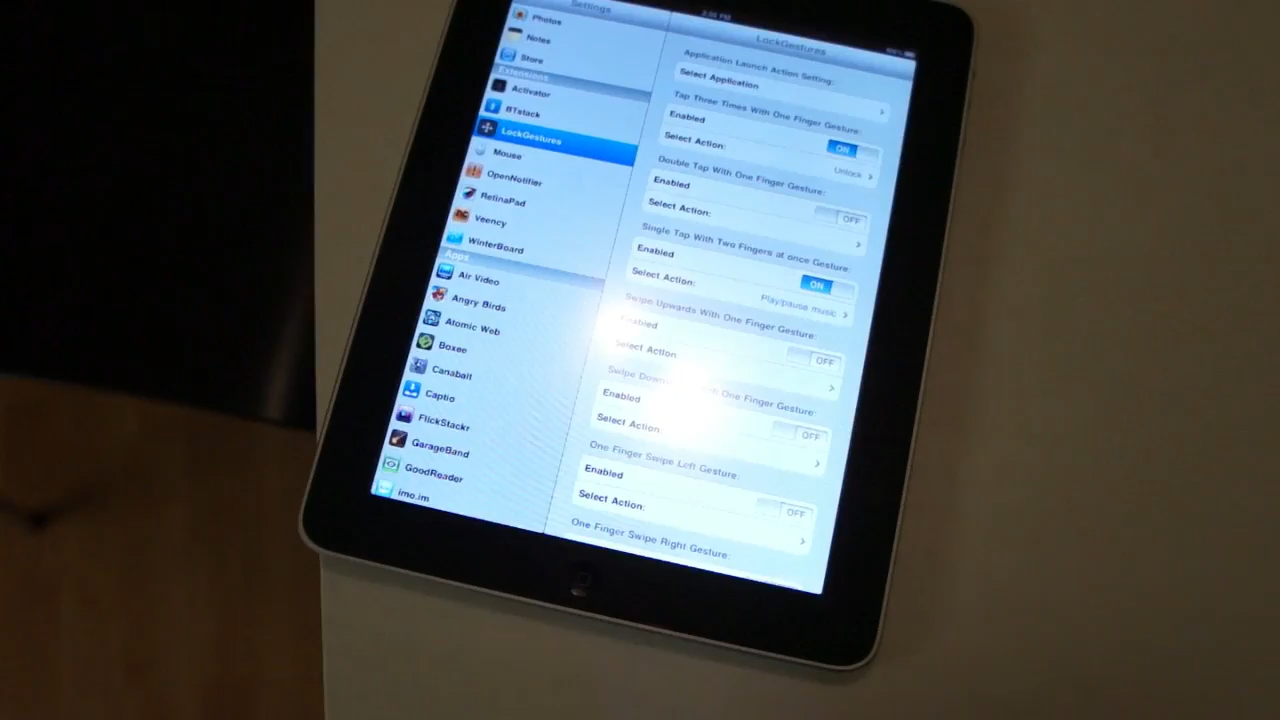 Settings
Photos
Notes
Store
Extensions
Activator
BTstack
LockGestures
Mouse
OpenNotifier
RetinaPad
Veency
WinterBoard
Apps
Air Video
Angry Birds
Atomic Web
Boxee
Canabalt
Captio
FlickStackr
GarageBand
GoodReader
imo.im
LockGestures
Application Launch Action Setting:
Select Application
Tap Three Times With One Finger Gesture:
Enabled
ON
Select Action:
Unlock
Double Tap With One Finger Gesture:
Enabled
OFF
Select Action:
Single Tap With Two Fingers at once Gesture:
Enabled
ON
Select Action:
Play/pause music
Swipe Upwards With One Finger Gesture:
Enabled
OFF
Select Action
Swipe Down One Finger Gesture:
Enabled
OFF
Select Action
One Finger Swipe Left Gesture:
Enabled
OFF
Select Action:
One Finger Swipe Right Gesture: